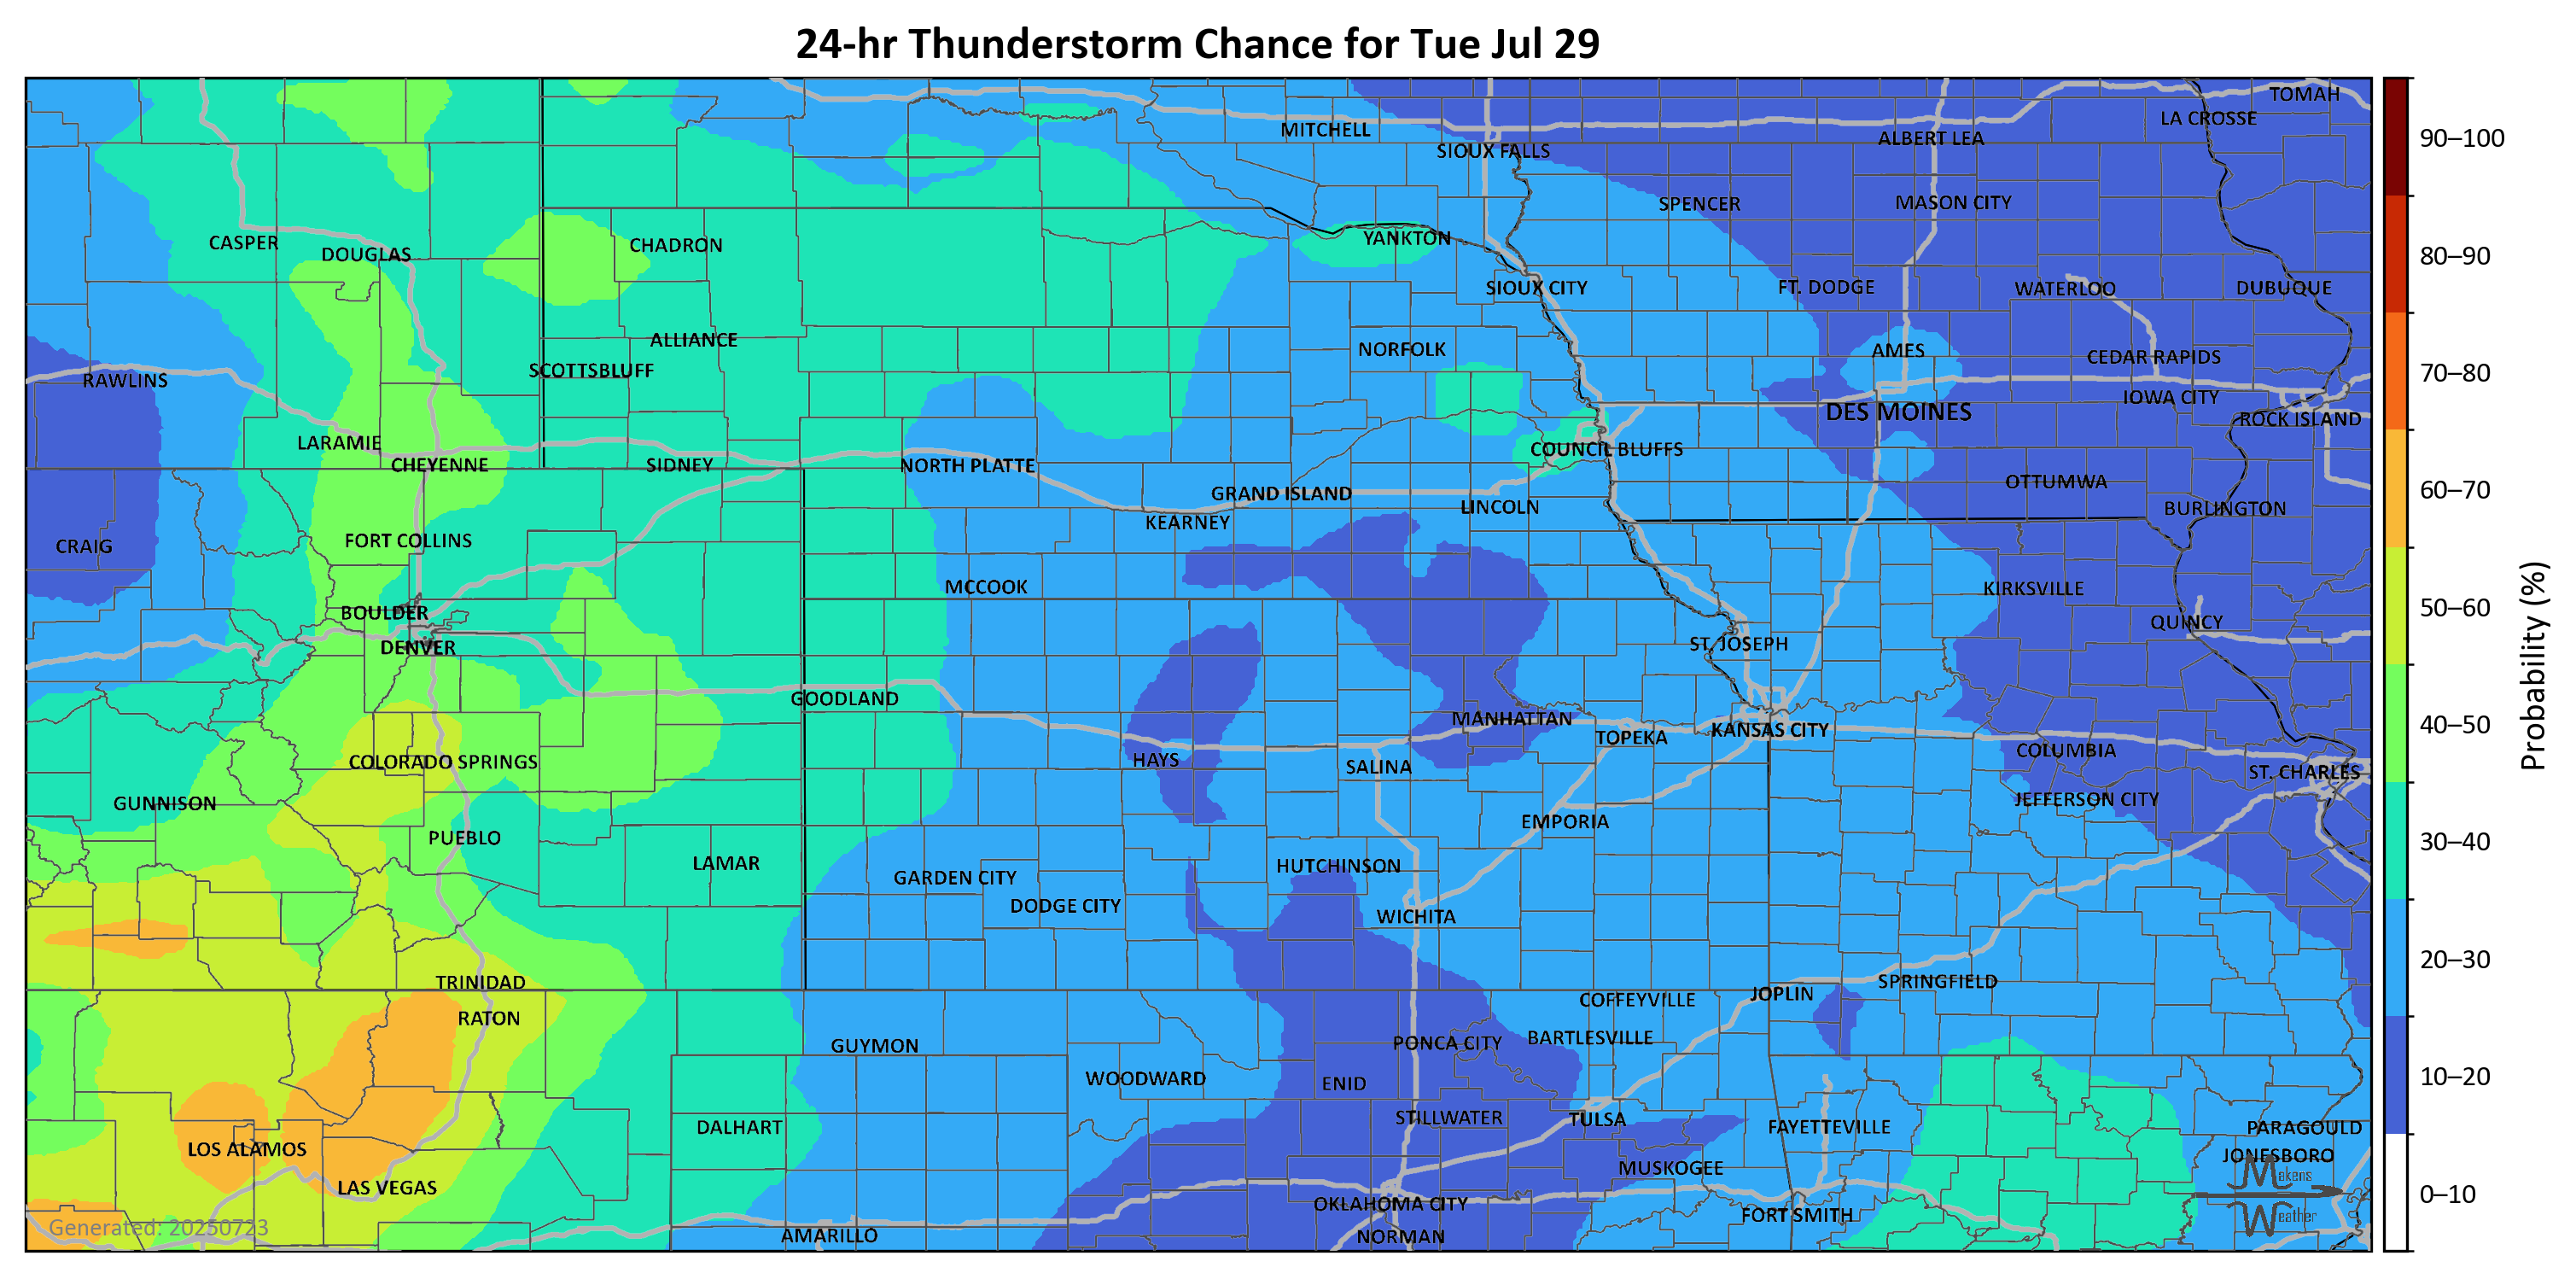 24-hr Thunderstorm Chance for Tue Jul 29
TOMAH
LA CROSSE
MITCHELL
ALBERT LEA
90–100
SIOUX FALLS
SPENCER
MASON CITY
CASPER
CHADRON
YANKTON
DOUGLAS
80–90
SIOUX CITY
FT. DODGE
WATERLOO
DUBUQUE
ALLIANCE
NORFOLK
AMES
CEDAR RAPIDS
SCOTTSBLUFF
70–80
RAWLINS
IOWA CITY
DES MOINES
ROCK ISLAND
LARAMIE
COUNCIL BLUFFS
CHEYENNE
SIDNEY
NORTH PLATTE
OTTUMWA
60–70
GRAND ISLAND
LINCOLN
BURLINGTON
KEARNEY
FORT COLLINS
CRAIG
MCCOOK
KIRKSVILLE
50–60
BOULDER
QUINCY
DENVER
ST. JOSEPH
Probability (%)
GOODLAND
MANHATTAN
40–50
KANSAS CITY
TOPEKA
COLUMBIA
COLORADO SPRINGS
HAYS
SALINA
ST. CHARLES
GUNNISON
JEFFERSON CITY
EMPORIA
PUEBLO
30–40
LAMAR
HUTCHINSON
GARDEN CITY
DODGE CITY
WICHITA
20–30
TRINIDAD
SPRINGFIELD
JOPLIN
COFFEYVILLE
RATON
BARTLESVILLE
GUYMON
PONCA CITY
WOODWARD
ENID
10–20
STILLWATER
TULSA
DALHART
FAYETTEVILLE
PARAGOULD
LOS ALAMOS
JONESBORO
MUSKOGEE
Makens
LAS VEGAS
0–10
OKLAHOMA CITY
FORT SMITH
Weather
Generated: 20250723
AMARILLO
NORMAN